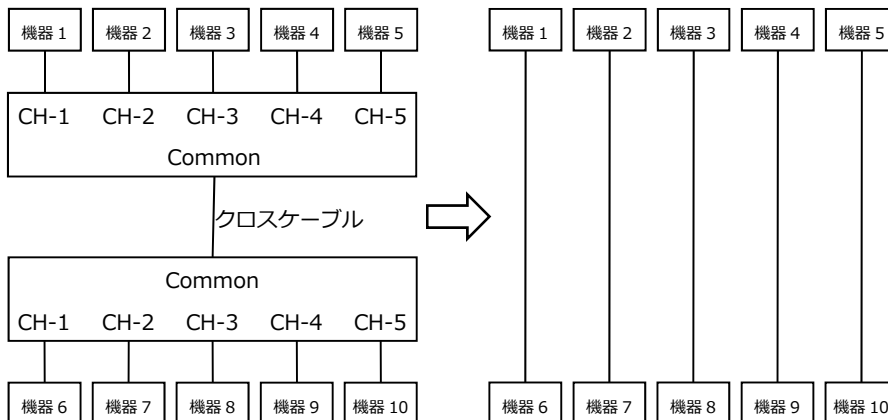 機器 1 機器 2 機器 3 機器 4 機器 5 機器 1 機器 2 機器 3 機器 4 機器 5
CH-1 CH-2 CH-3 CH-4 CH-5
Common
クロスケーブル
Common
CH-1 CH-2 CH-3 CH-4 CH-5
機器 6 機器 7 機器 8 機器 9 機器 10 機器 6 機器 7 機器 8 機器 9 機器 10